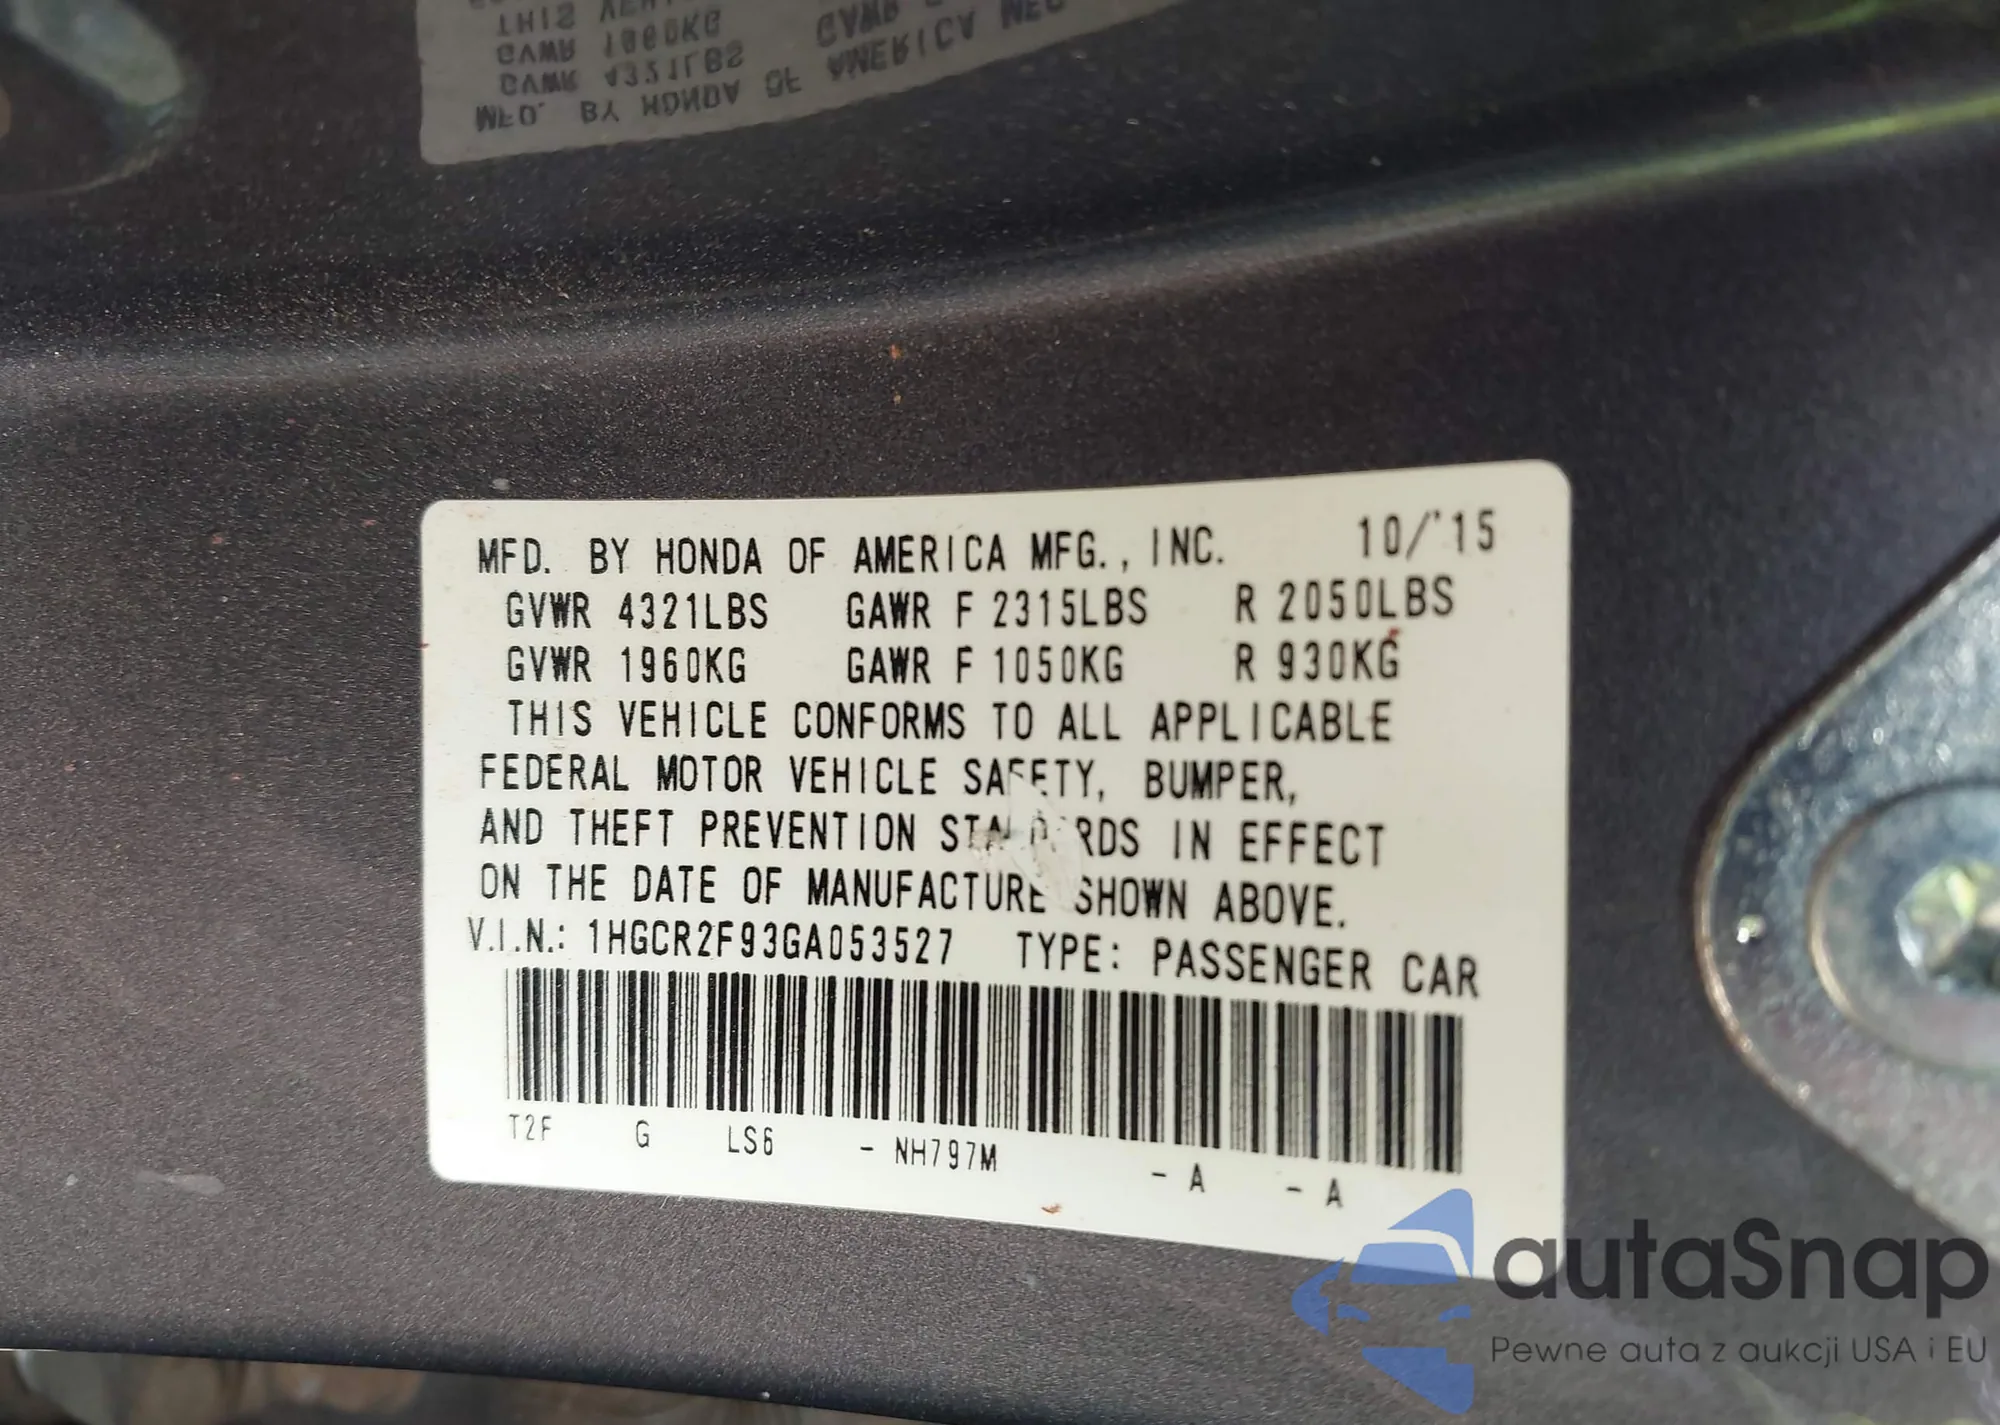 MFD. BY HONDA OF AMERICA MFG., INC. 10/'15
GVWR 4321LBS GAWR F 2315LBS R 2050LBS
GVWR 1960KG GAWR F 1050KG R 930KG
THIS VEHICLE CONFORMS TO ALL APPLICABLE
FEDERAL MOTOR VEHICLE SAFETY, BUMPER,
AND THEFT PREVENTION STANDARDS IN EFFECT
ON THE DATE OF MANUFACTURE SHOWN ABOVE.
V.I.N.: 1HGCR2F93GA053527 TYPE: PASSENGER CAR
T2F G LS6 - NH797M - A - A
autaSnap
Pewne auta z aukcji USA i EU